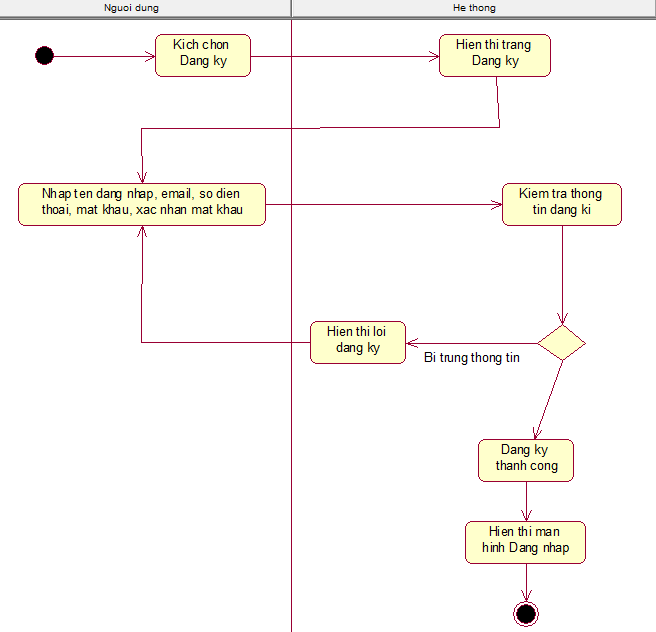 Nguoi dung
He thong
Kich chon
Dang ky
Hien thi trang
Dang ky
Nhap ten dang nhap, email, so dien
thoai, mat khau, xac nhan mat khau
Kiem tra thong
tin dang ki
Hien thi loi
dang ky
Bi trung thong tin
Dang ky
thanh cong
Hien thi man
hinh Dang nhap